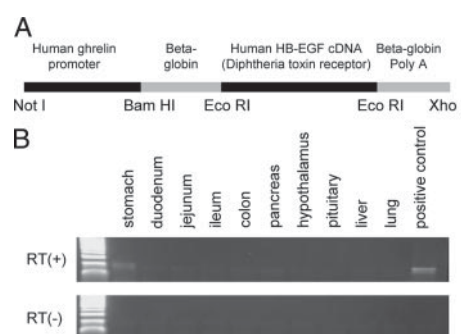 A
Human ghrelin promoter
Beta-globin
Human HB-EGF cDNA
(Diphtheria toxin receptor)
Beta-globin
Poly A
Not I
Bam HI
Eco RI
Eco RI
Xho
B
stomach
duodenum
jejunum
ileum
colon
pancreas
hypothalamus
pituitary
liver
lung
positive control
RT(+)
RT(-)